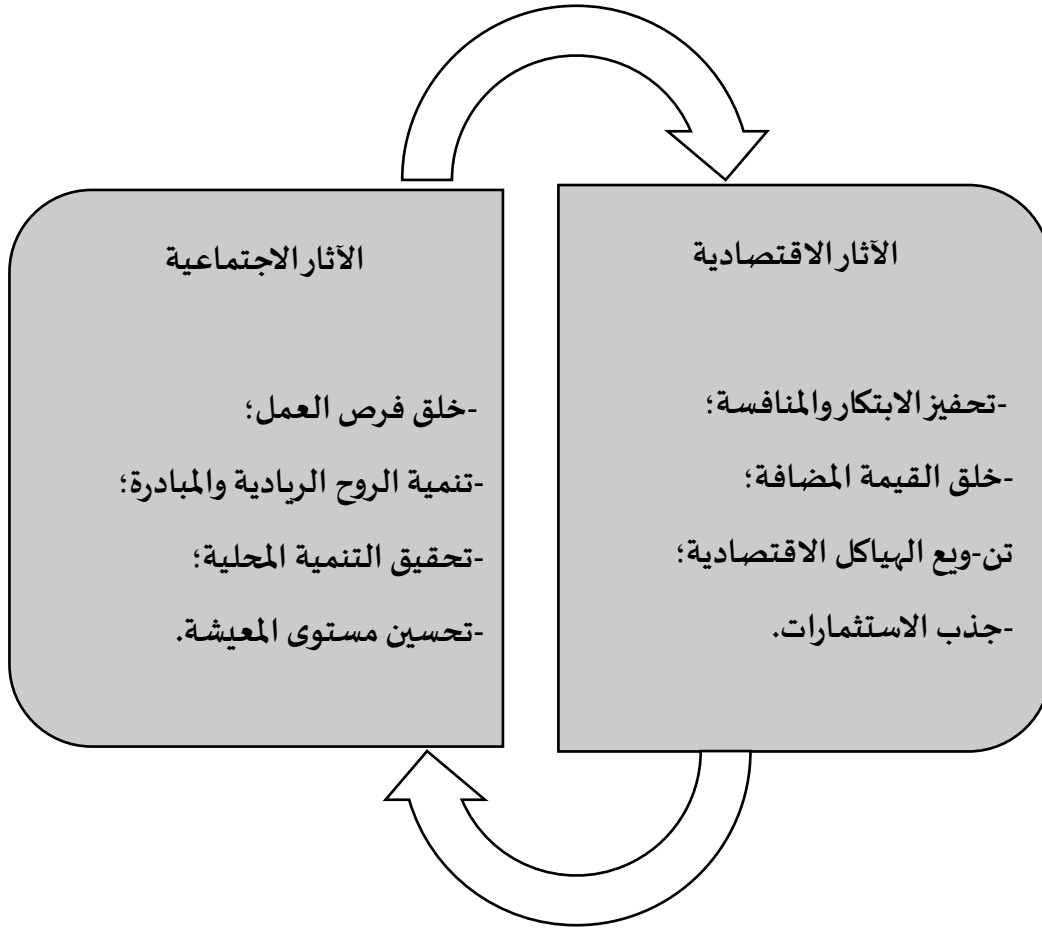 الآثار الاقتصادية
-تحفيز الابتكار والمنافسة؛
-خلق القيمة المضافة؛
تن-ويع الهياكل الاقتصادية؛
-جذب الاستثمارات.
الآثار الاجتماعية
-خلق فرص العمل؛
-تنمية الروح الريادية والمبادرة؛
-تحقيق التنمية المحلية؛
-تحسين مستوى المعيشة.